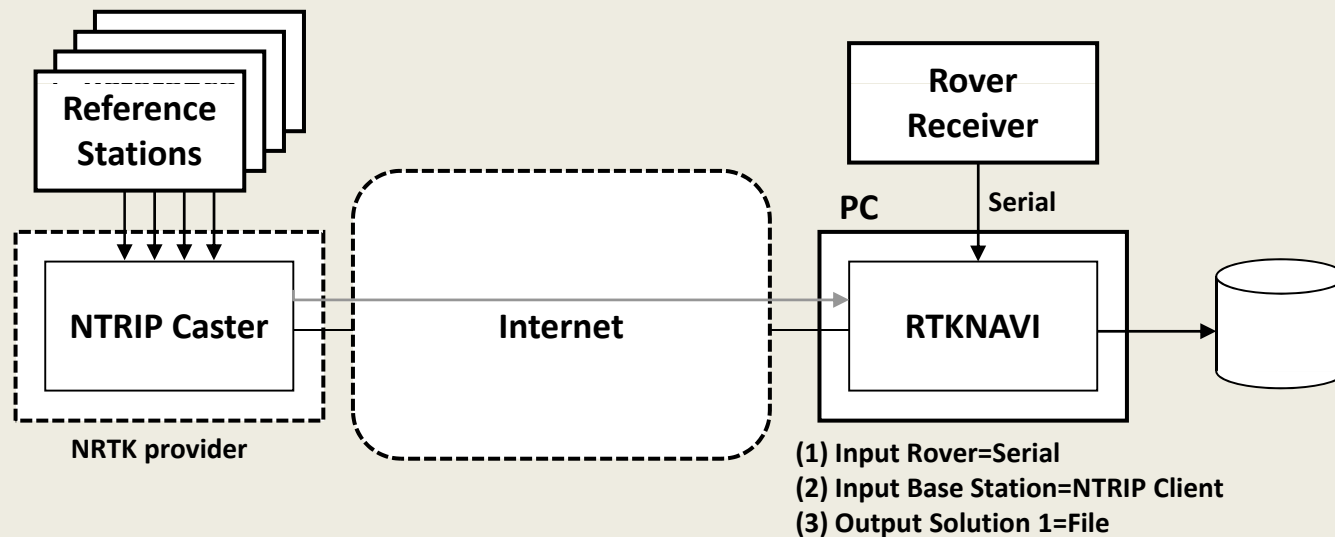 Reference
Stations
Rover
Receiver
Serial
PC
NTRIP Caster
Internet
RTKNAVI
NRTK provider
(1) Input Rover=Serial
(2) Input Base Station=NTRIP Client
(3) Output Solution 1=File